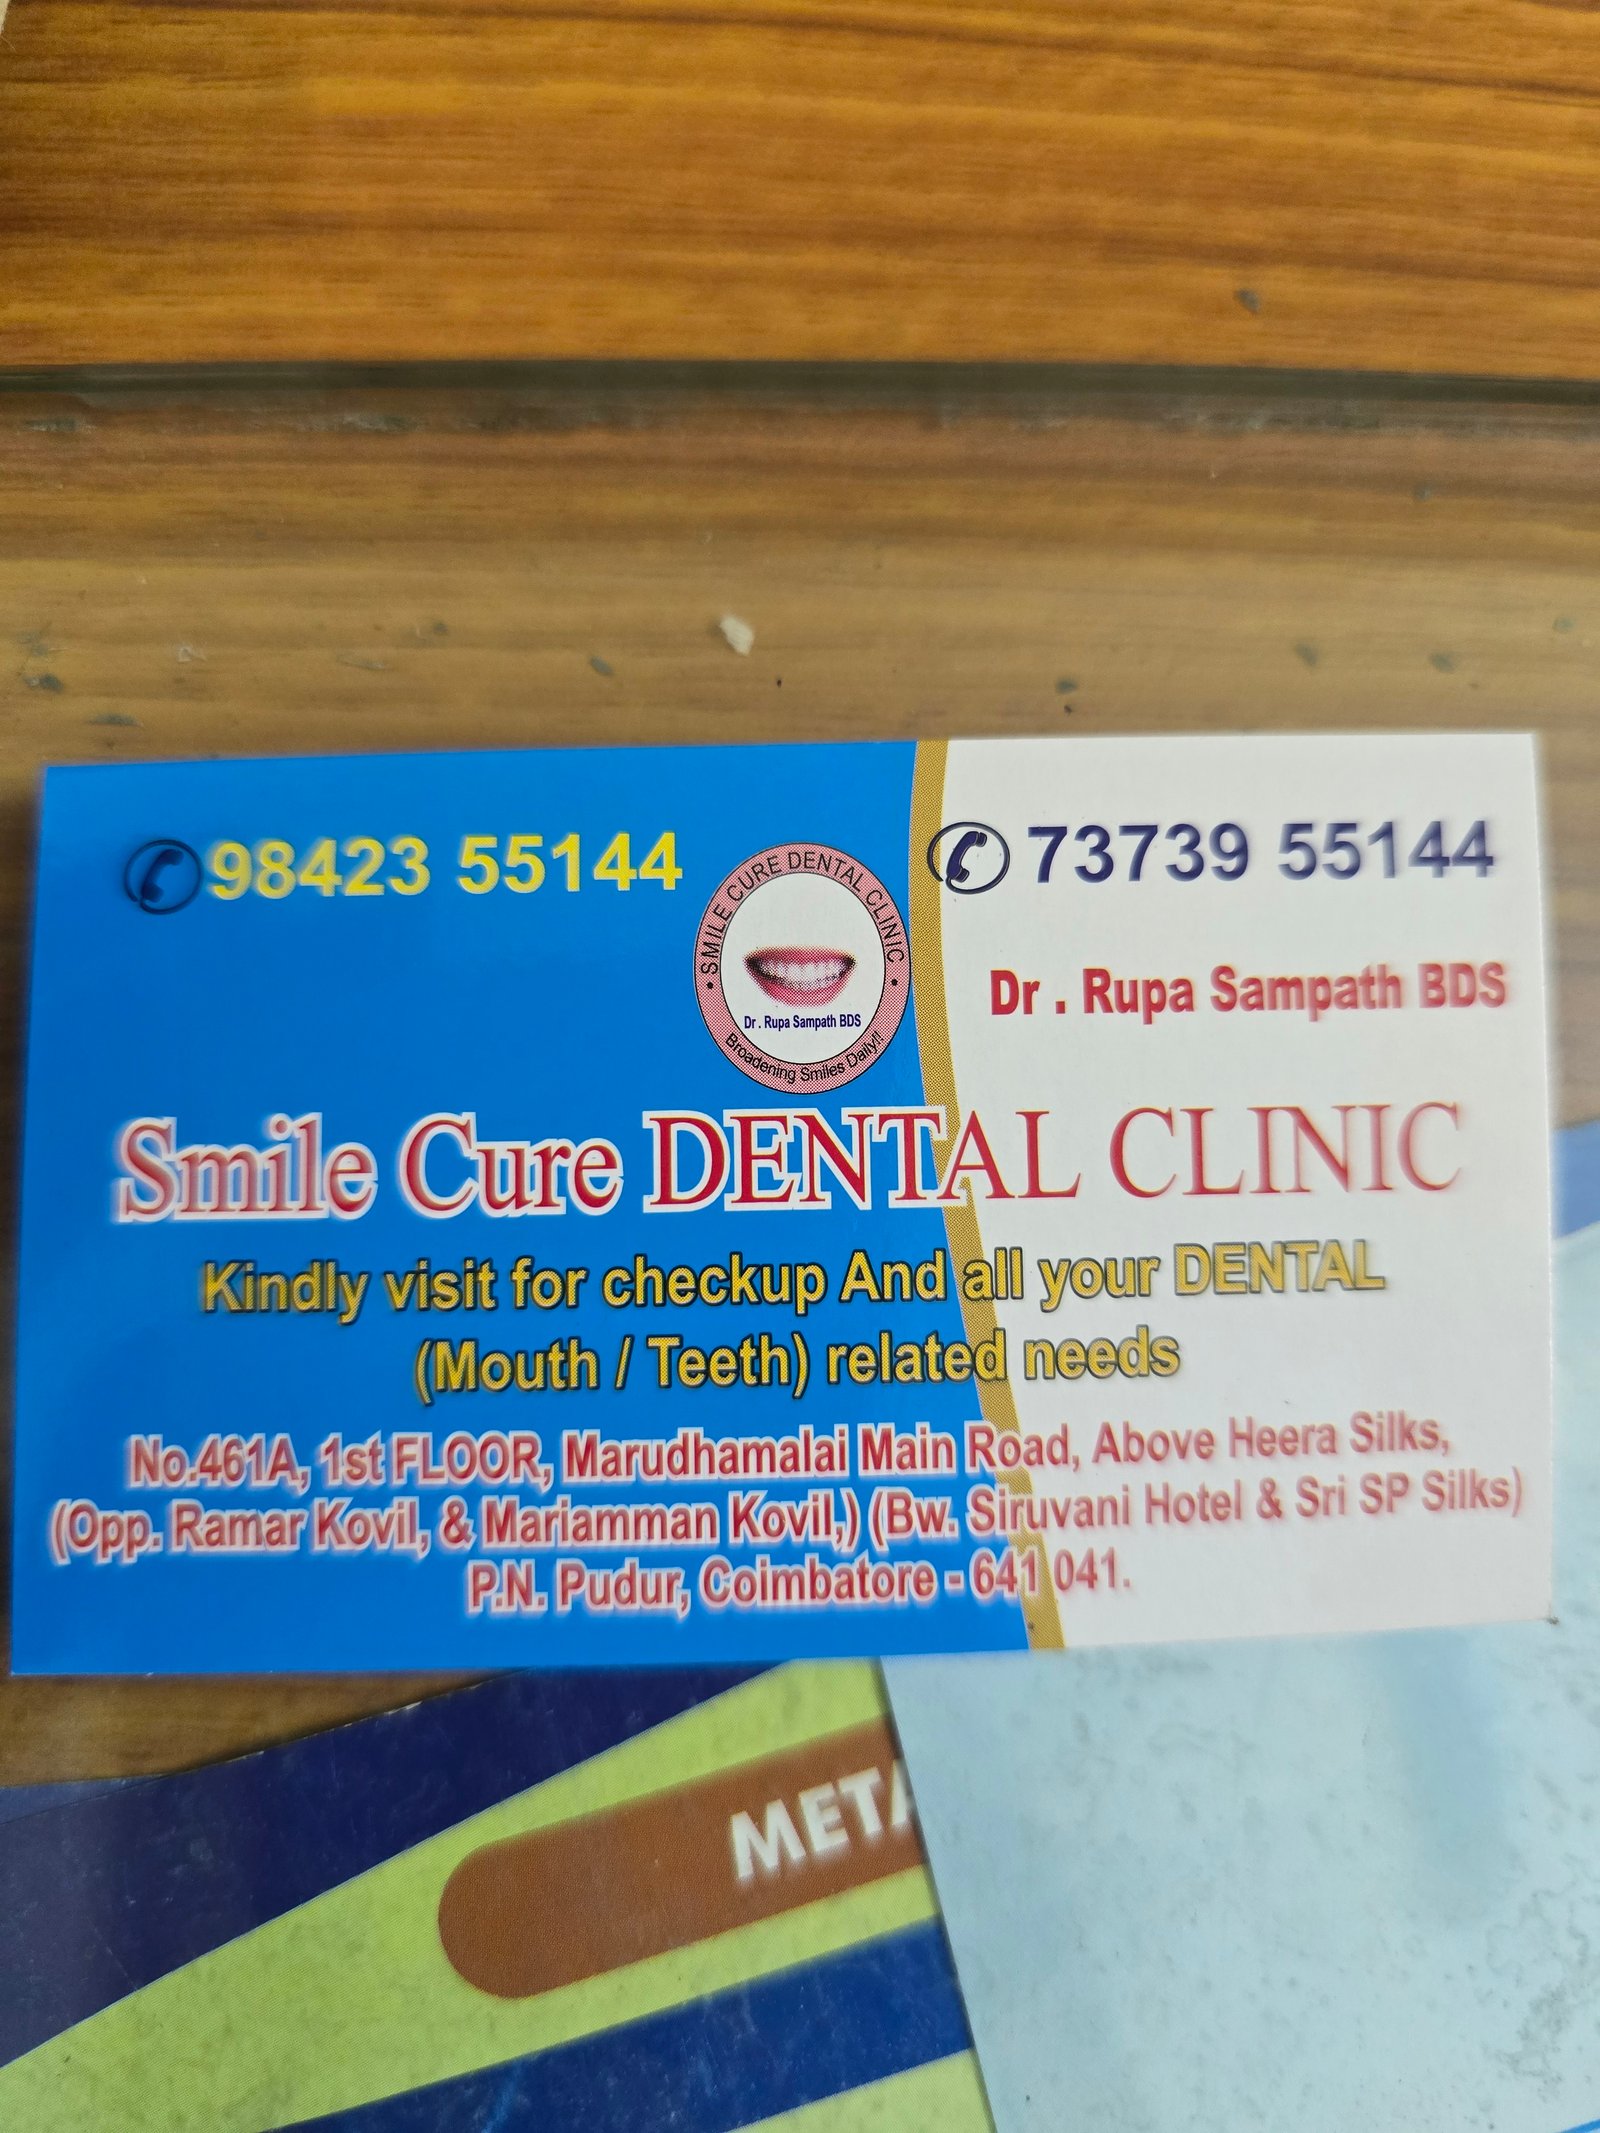 98423 55144
73739 55144
SMILE CURE DENTAL CLINIC
Dr . Rupa Sampath BDS
Broadening Smiles Daily!!
Dr . Rupa Sampath BDS
Smile Cure DENTAL CLINIC
Kindly visit for checkup And all your DENTAL
(Mouth / Teeth) related needs
No.461A, 1st FLOOR, Marudhamalai Main Road, Above Heera Silks,
(Opp. Ramar Kovil, & Mariamman Kovil,) (Bw. Siruvani Hotel & Sri SP Silks)
P.N. Pudur, Coimbatore - 641 041.
META